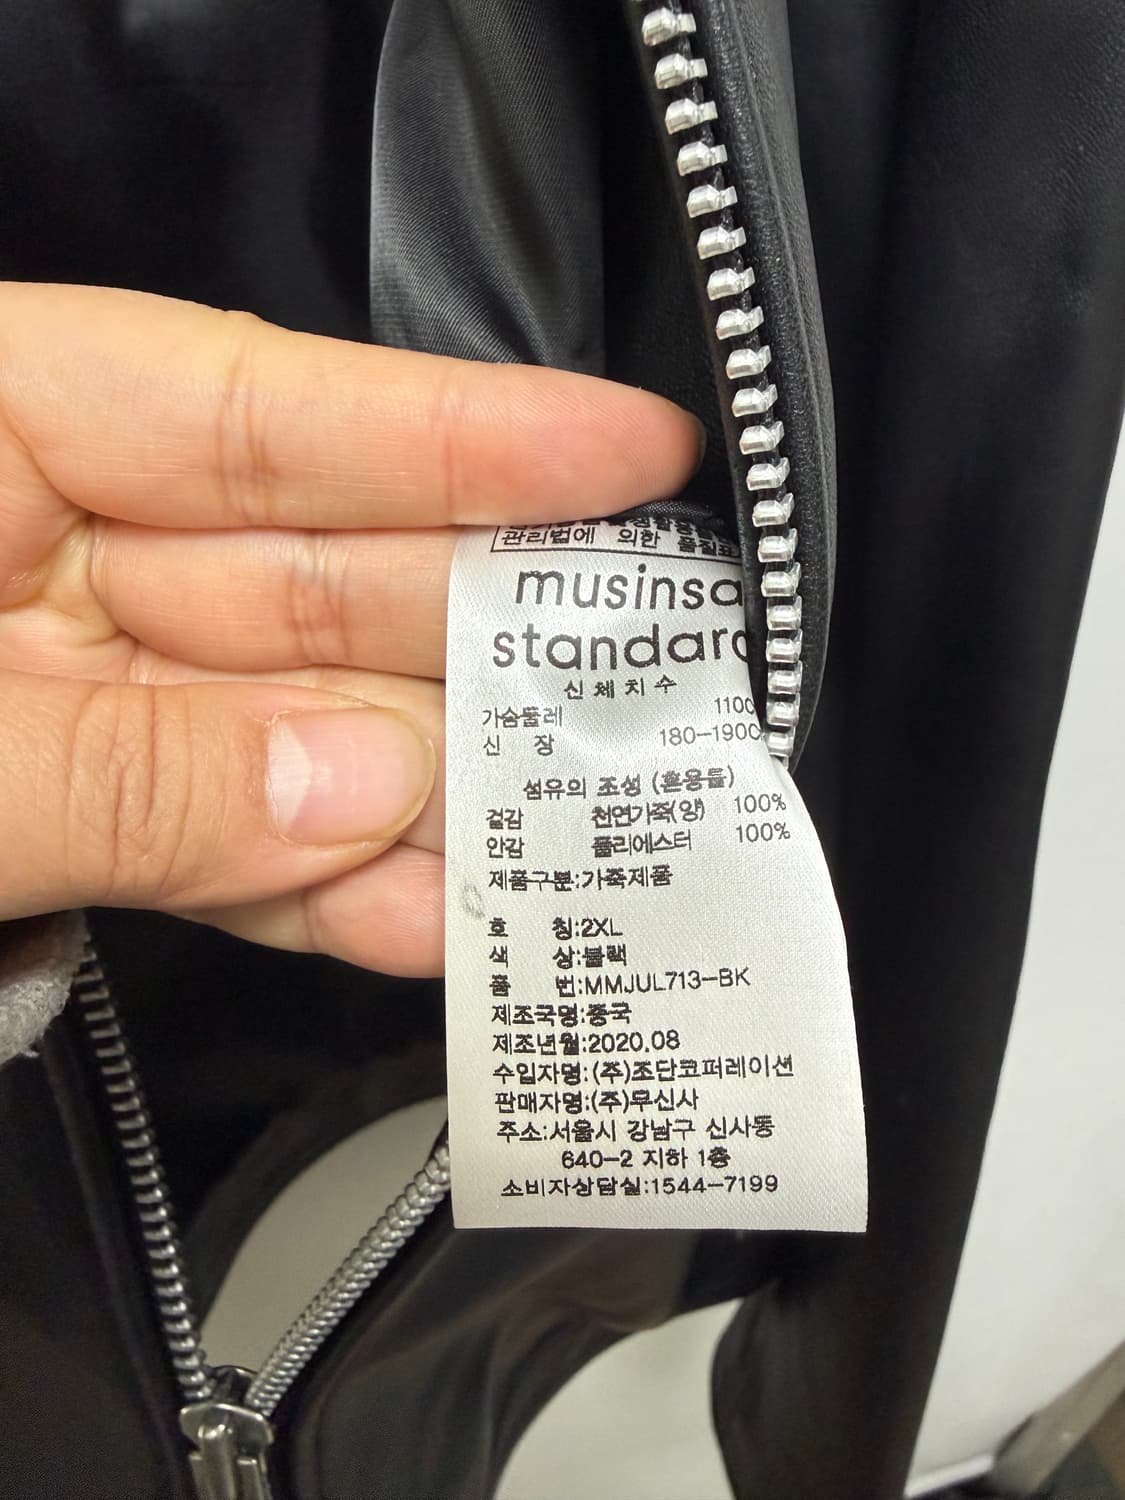 관리법에 의한 품질표
musinsa
standard
신체치수
가슴둘레 110C
신 장 180-190C
섬유의 조성 (혼용률)
겉감 천연가죽(양) 100%
안감 폴리에스터 100%
제품구분:가죽제품
호 칭:2XL
색 상:블랙
품 번:MMJUL713-BK
제조국명:중국
제조년월:2020.08
수입자명:(주)조단코퍼레이션
판매자명:(주)무신사
주소:서울시 강남구 신사동
640-2 지하 1층
소비자상담실:1544-7199